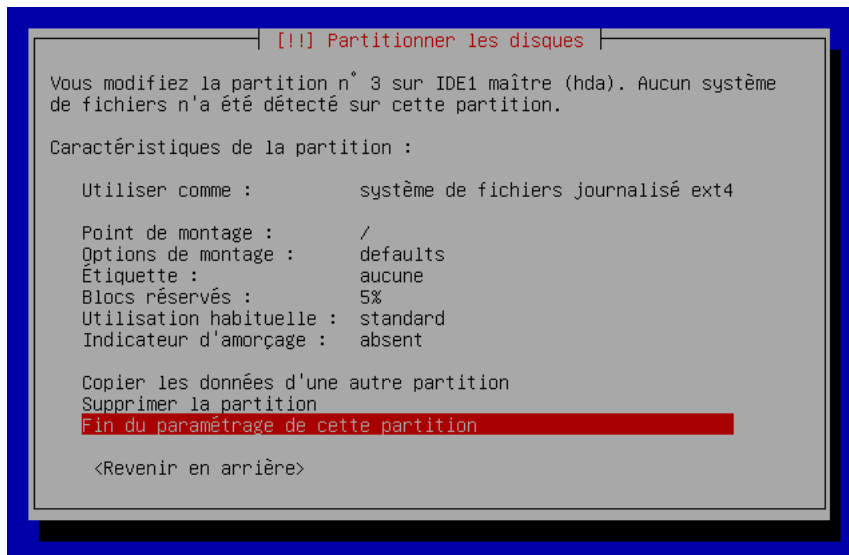 [!!] Partitionner les disques
Vous modifiez la partition n° 3 sur IDE1 maître (hda). Aucun système
de fichiers n'a été détecté sur cette partition.
Caractéristiques de la partition :
Utiliser comme : système de fichiers journalisé ext4
Point de montage : /
Options de montage : defaults
Étiquette : aucune
Blocs réservés : 5%
Utilisation habituelle : standard
Indicateur d'amorçage : absent
Copier les données d'une autre partition
Supprimer la partition
Fin du paramétrage de cette partition
<Revenir en arrière>